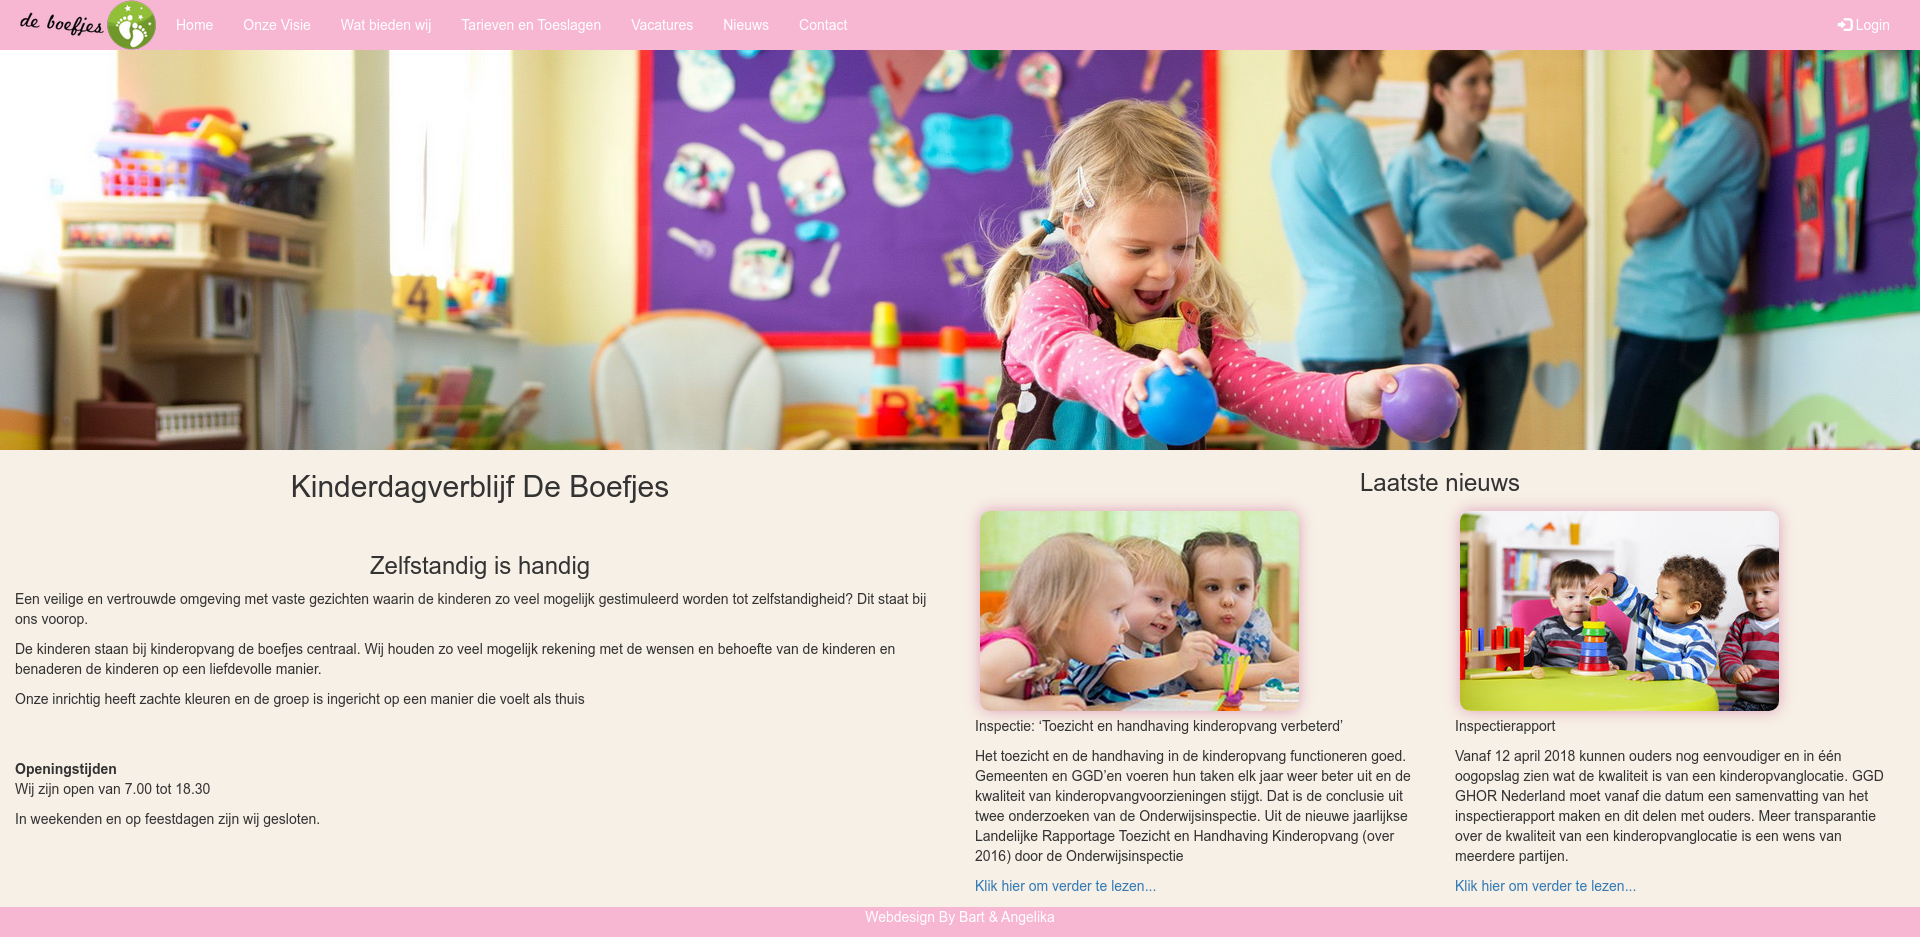 de boefjes
Home
Onze Visie
Wat bieden wij
Tarieven en Toeslagen
Vacatures
Nieuws
Contact
Login
4
Kinderdagverblijf De Boefjes
Zelfstandig is handig
Een veilige en vertrouwde omgeving met vaste gezichten waarin de kinderen zo veel mogelijk gestimuleerd worden tot zelfstandigheid? Dit staat bij
ons voorop.
De kinderen staan bij kinderopvang de boefjes centraal. Wij houden zo veel mogelijk rekening met de wensen en behoefte van de kinderen en
benaderen de kinderen op een liefdevolle manier.
Onze inrichtig heeft zachte kleuren en de groep is ingericht op een manier die voelt als thuis
Openingstijden
Wij zijn open van 7.00 tot 18.30
In weekenden en op feestdagen zijn wij gesloten.
Laatste nieuws
Inspectie: ‘Toezicht en handhaving kinderopvang verbeterd’
Het toezicht en de handhaving in de kinderopvang functioneren goed.
Gemeenten en GGD’en voeren hun taken elk jaar weer beter uit en de
kwaliteit van kinderopvangvoorzieningen stijgt. Dat is de conclusie uit
twee onderzoeken van de Onderwijsinspectie. Uit de nieuwe jaarlijkse
Landelijke Rapportage Toezicht en Handhaving Kinderopvang (over
2016) door de Onderwijsinspectie
Klik hier om verder te lezen...
Inspectierapport
Vanaf 12 april 2018 kunnen ouders nog eenvoudiger en in één
oogopslag zien wat de kwaliteit is van een kinderopvanglocatie. GGD
GHOR Nederland moet vanaf die datum een samenvatting van het
inspectierapport maken en dit delen met ouders. Meer transparantie
over de kwaliteit van een kinderopvanglocatie is een wens van
meerdere partijen.
Klik hier om verder te lezen...
Webdesign By Bart & Angelika